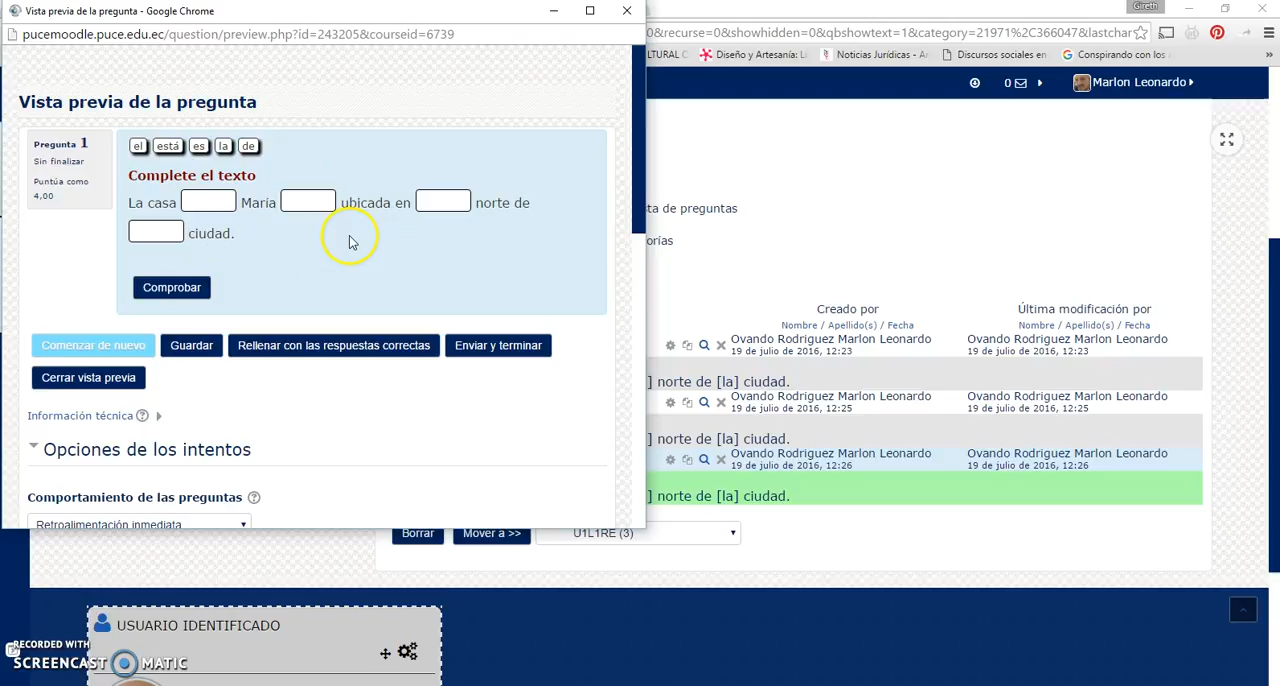 Vista previa de la pregunta - Google Chrome
Gireth
pucemoodle.puce.edu.ec/question/preview.php?id=243205&courseid=6739
0&recurse=0&showhidden=0&qbshowtext=1&category=21971%2C366047&lastchar
LTURAL C
Diseño y Artesanía: L
Noticias Jurídicas - A
Discursos sociales en
Conspirando con los
»
0
Marlon Leonardo
Vista previa de la pregunta
Pregunta 1
Sin finalizar
Puntúa como
4,00
el está es la de
Complete el texto
La casa María ubicada en norte de
ciudad.
Comprobar
Comenzar de nuevo
Guardar
Rellenar con las respuestas correctas
Enviar y terminar
Cerrar vista previa
Información técnica
Opciones de los intentos
Comportamiento de las preguntas
Retroalimentación inmediata
ta de preguntas
orías
Creado por
Última modificación por
Nombre / Apellido(s) / Fecha
Nombre / Apellido(s) / Fecha
Ovando Rodriguez Marlon Leonardo
Ovando Rodriguez Marlon Leonardo
19 de julio de 2016, 12:23
19 de julio de 2016, 12:23
] norte de [la] ciudad.
Ovando Rodriguez Marlon Leonardo
Ovando Rodriguez Marlon Leonardo
19 de julio de 2016, 12:25
19 de julio de 2016, 12:25
] norte de [la] ciudad.
Ovando Rodriguez Marlon Leonardo
Ovando Rodriguez Marlon Leonardo
19 de julio de 2016, 12:26
19 de julio de 2016, 12:26
] norte de [la] ciudad.
Borrar
Mover a >>
U1L1RE (3)
USUARIO IDENTIFICADO
RECORDED WITH
SCREENCAST MATIC